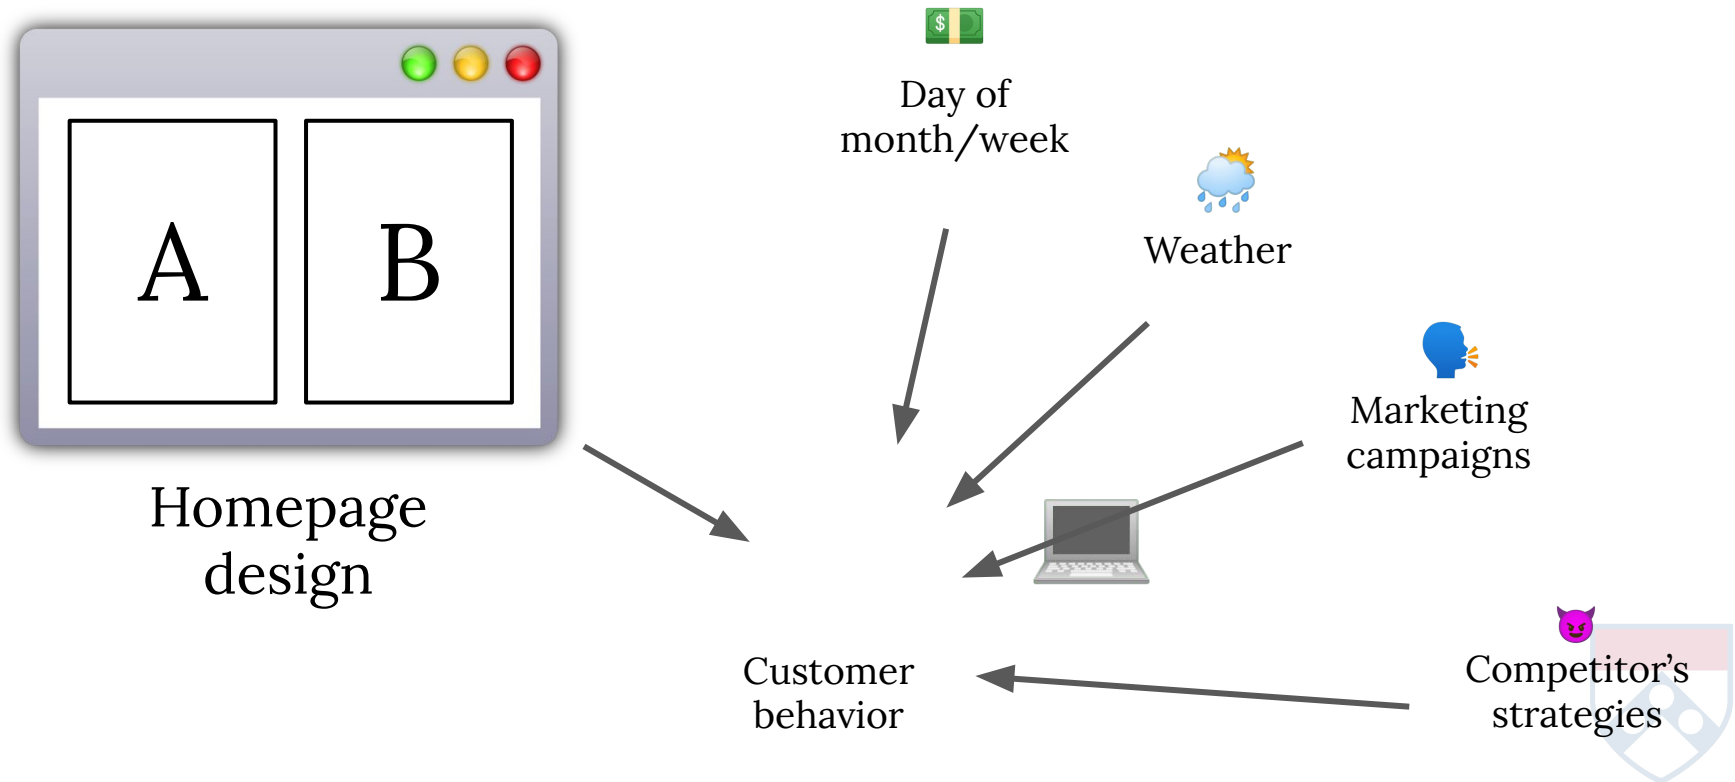 A
B
Homepage
design
Day of
month/week
Weather
Marketing
campaigns
Competitor’s
strategies
Customer
behavior